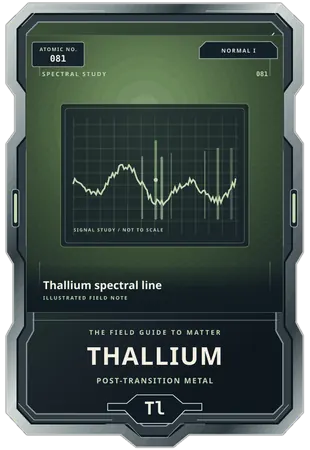 ATOMIC NO.
081
NORMAL I
SPECTRAL STUDY
081
SIGNAL STUDY / NOT TO SCALE
Thallium spectral line
ILLUSTRATED FIELD NOTE
THE FIELD GUIDE TO MATTER
THALLIUM
POST-TRANSITION METAL
Tl